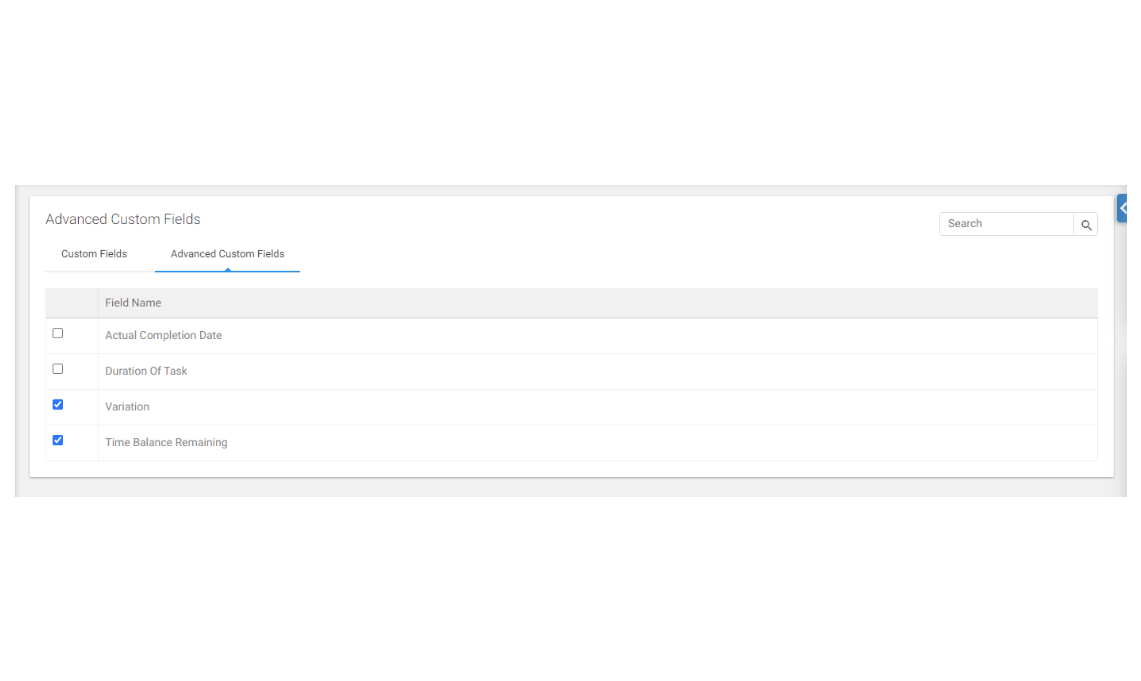 Advanced Custom Fields
Search
Custom Fields
Advanced Custom Fields
Field Name
Actual Completion Date
Duration Of Task
Variation
Time Balance Remaining